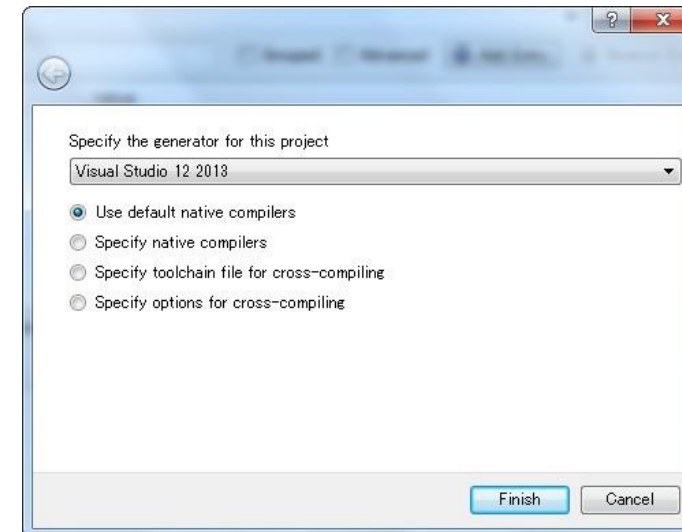 ?
X
Specify the generator for this project
Visual Studio 12 2013
Use default native compilers
Specify native compilers
Specify toolchain file for cross-compiling
Specify options for cross-compiling
Finish
Cancel